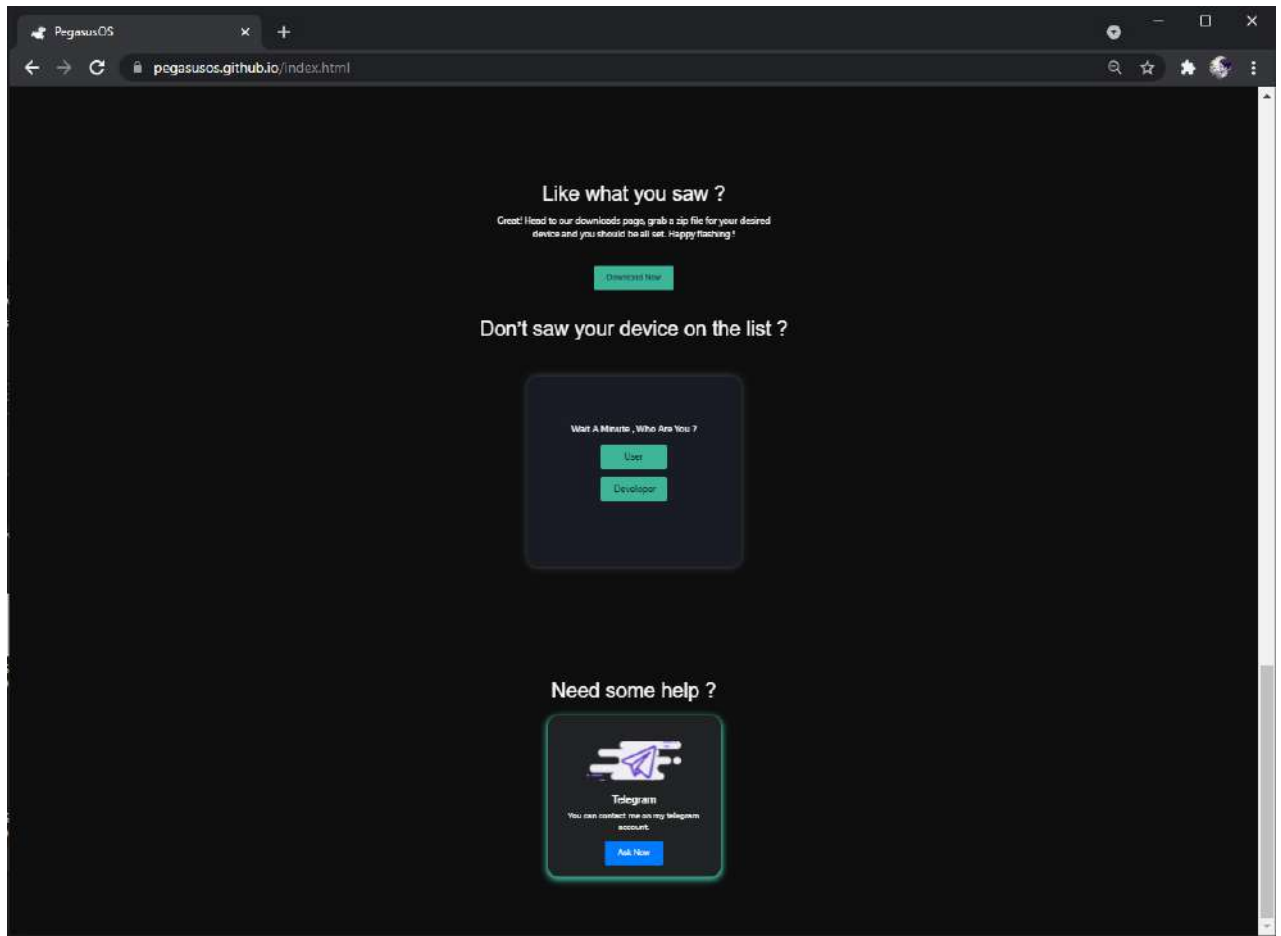 PegasusOS
pegasusos.github.io/index.html
Like what you saw ?
Great! Head to our downloads page, grab a zip file for your desired
device and you should be all set. Happy flashing !
Download Now
Don't saw your device on the list ?
Wait A Minute , Who Are You ?
User
Developer
Need some help ?
Telegram
You can contact me on my telegram
account.
Ask Now